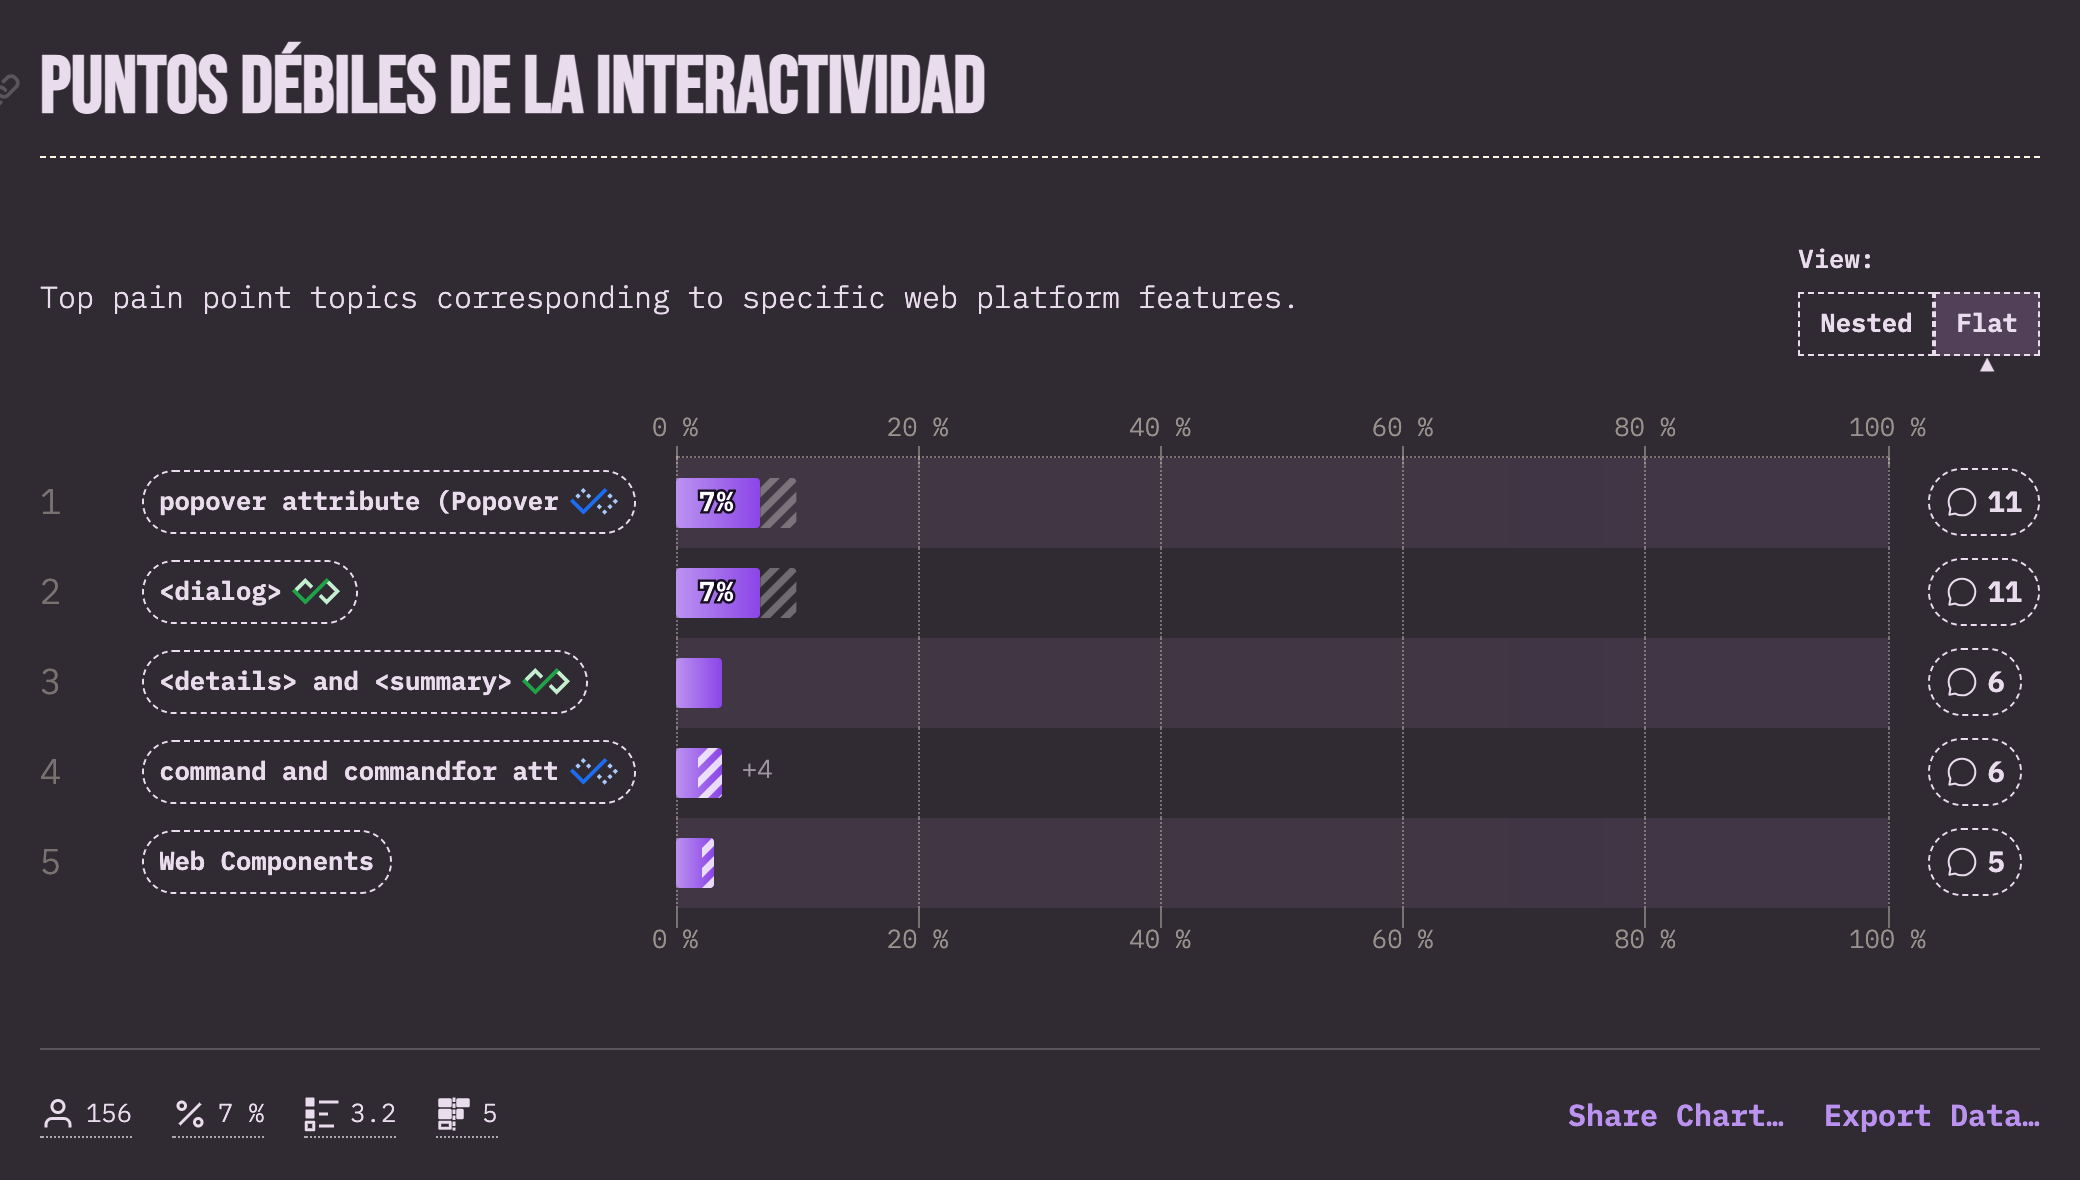 PUNTOS DÉBILES DE LA INTERACTIVIDAD
Top pain point topics corresponding to specific web platform features.
View:
Nested Flat
0 % 20 % 40 % 60 % 80 % 100 %
1 popover attribute (Popover 7% 11
2 <dialog> 7% 11
3 <details> and <summary> 6
4 command and commandfor att +4 6
5 Web Components 5
0 % 20 % 40 % 60 % 80 % 100 %
156 7 % 3.2 5 Share Chart… Export Data…